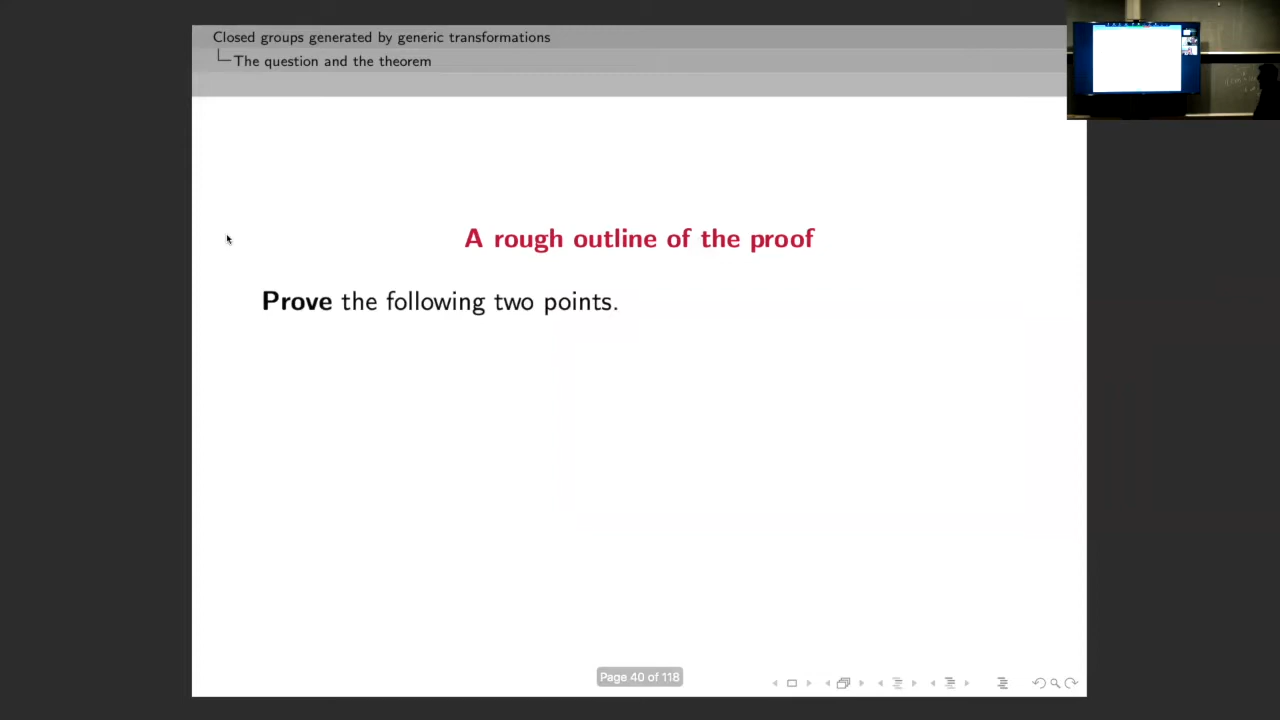 Closed groups generated by generic transformations
The question and the theorem
A rough outline of the proof
Prove the following two points.
Page 40 of 118